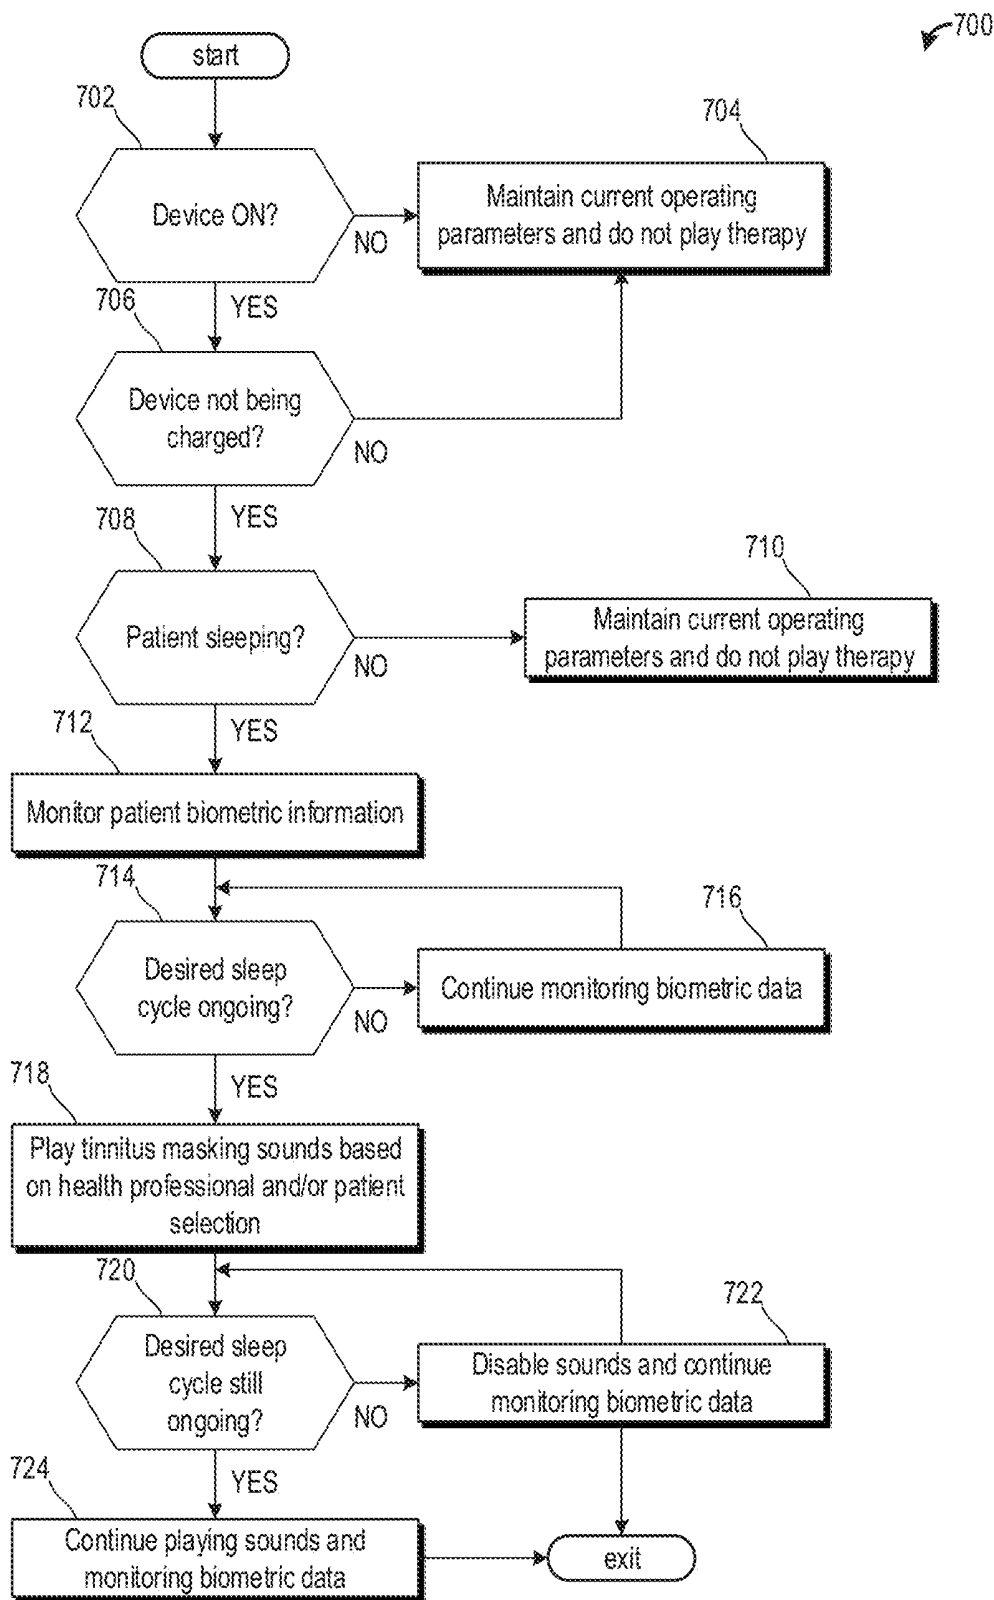 700
start
702
Device ON?
NO
YES
704
Maintain current operating
parameters and do not play therapy
706
Device not being
charged?
NO
YES
708
Patient sleeping?
NO
YES
710
Maintain current operating
parameters and do not play therapy
712
Monitor patient biometric information
714
Desired sleep
cycle ongoing?
NO
YES
716
Continue monitoring biometric data
718
Play tinnitus masking sounds based
on health professional and/or patient
selection
720
Desired sleep
cycle still
ongoing?
NO
YES
722
Disable sounds and continue
monitoring biometric data
724
Continue playing sounds and
monitoring biometric data
exit